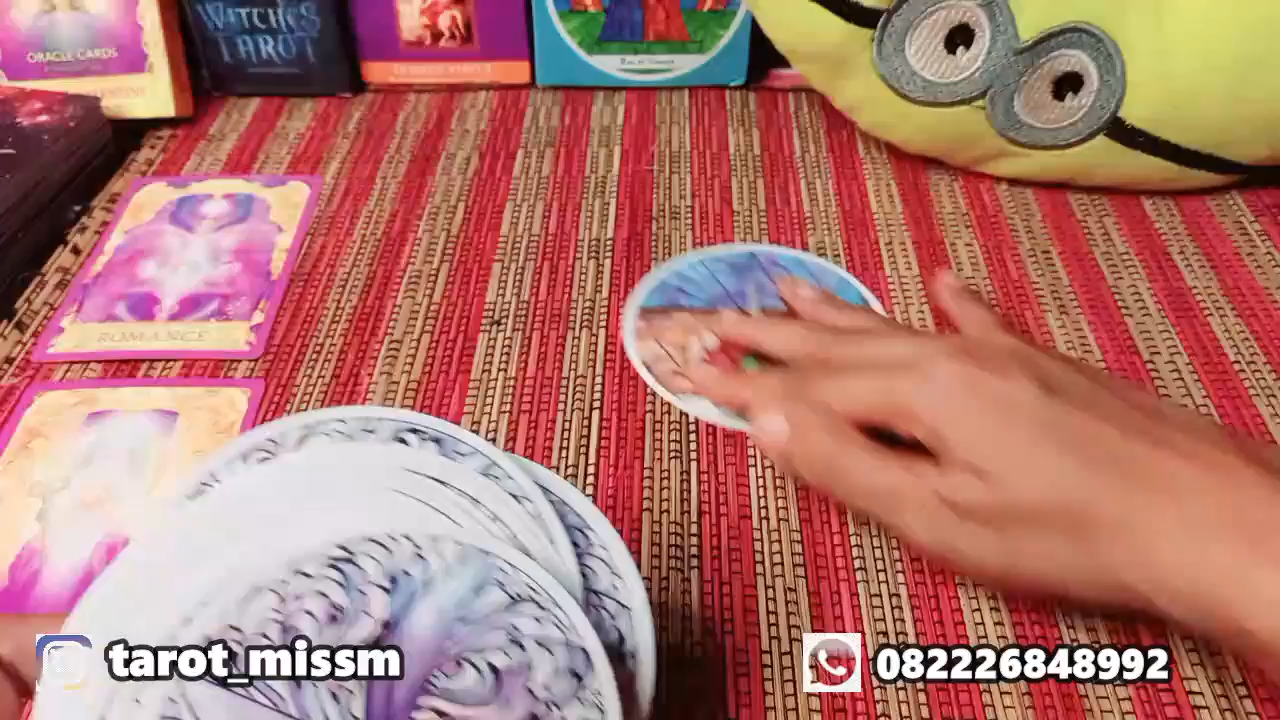 ORACLE CARDS
WITCHES
TAROT
ROMANCE
tarot_missm
082226848992